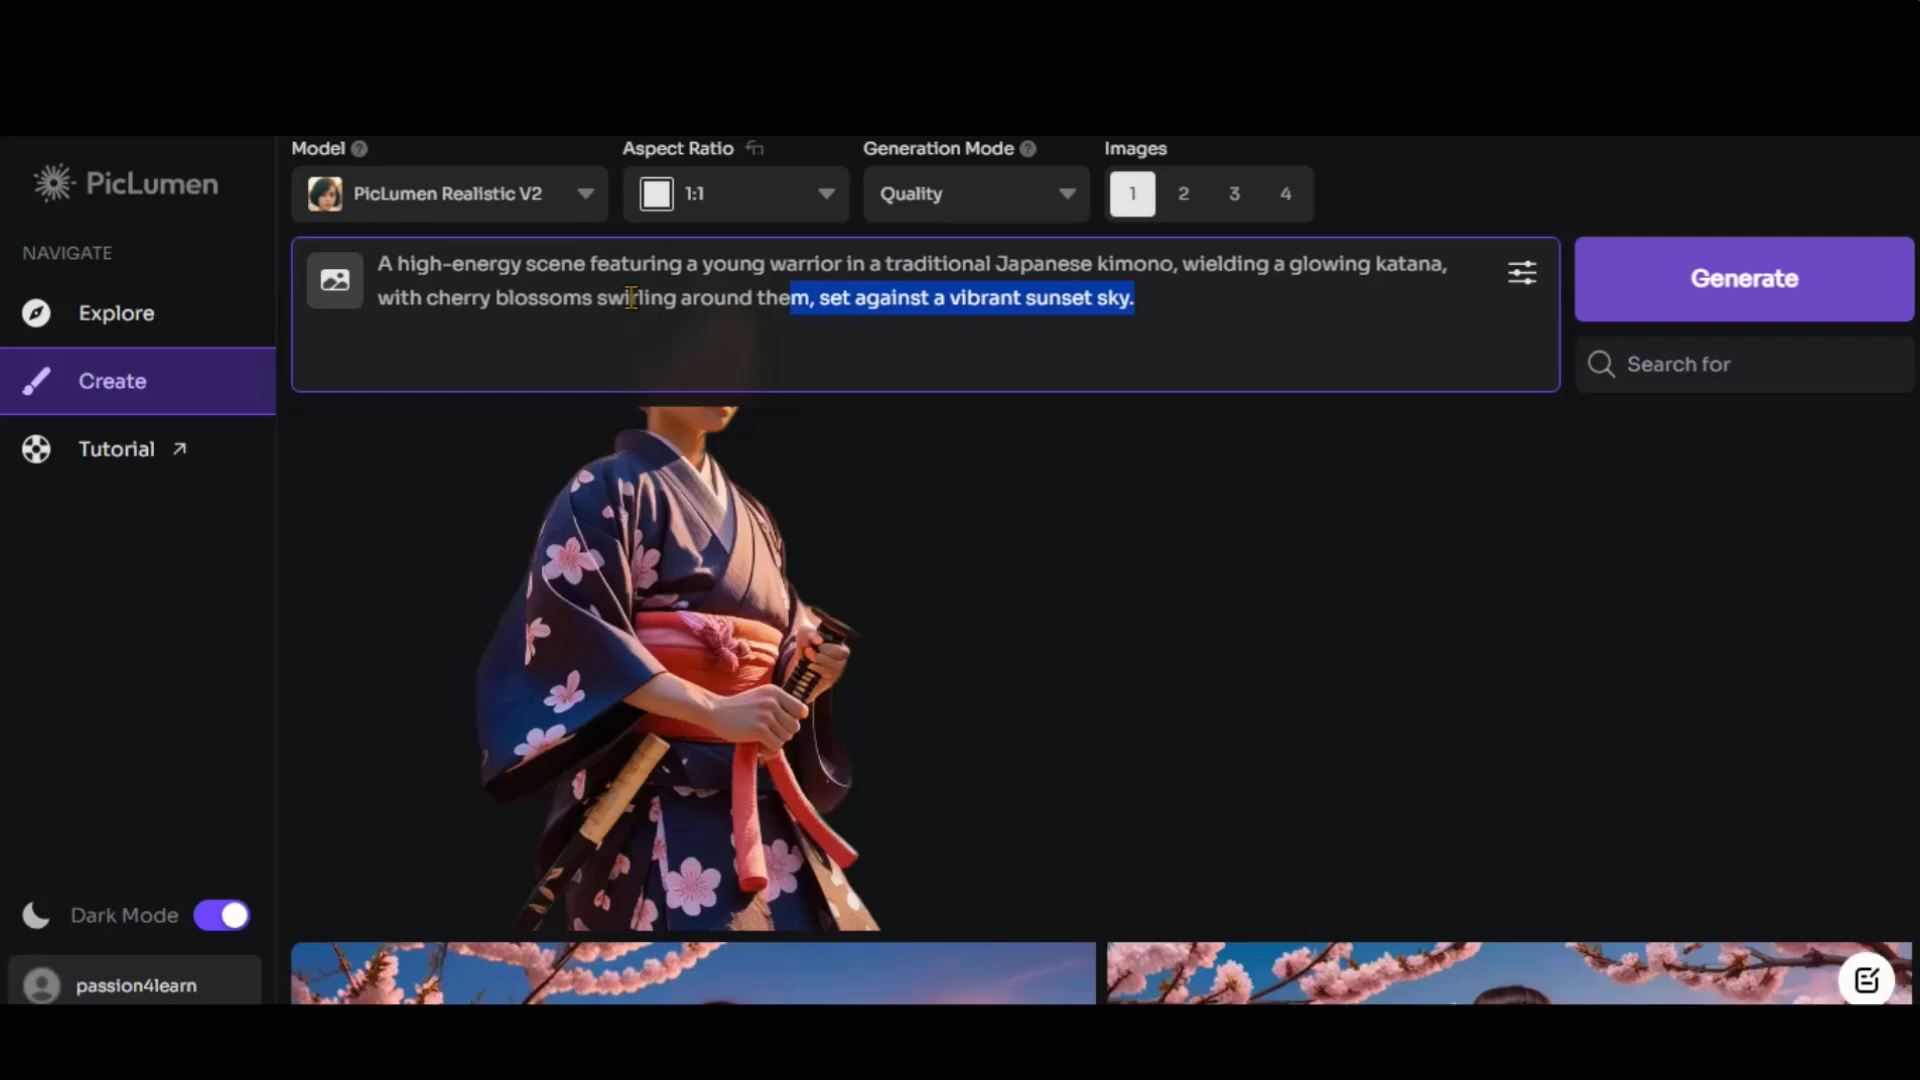 PicLumen
NAVIGATE
Explore
Create
Tutorial
Dark Mode
passion4learn
Model
PicLumen Realistic V2
Aspect Ratio
1:1
Generation Mode
Quality
Images
1 2 3 4
A high-energy scene featuring a young warrior in a traditional Japanese kimono, wielding a glowing katana,
with cherry blossoms swirling around them, set against a vibrant sunset sky.
Generate
Search for